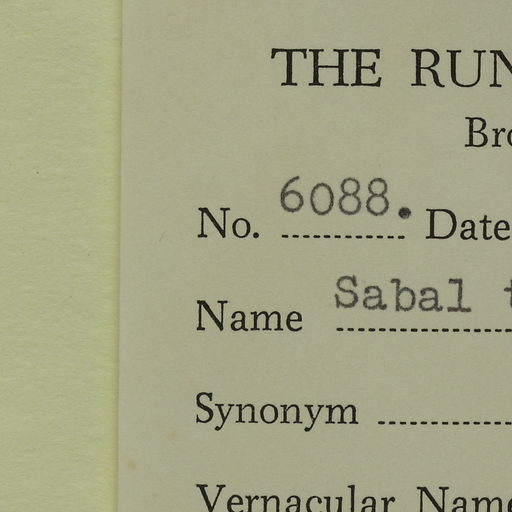 THE RUN
Bro
No. 6088. Date
Name Sabal t
Synonym
Vernacular Name